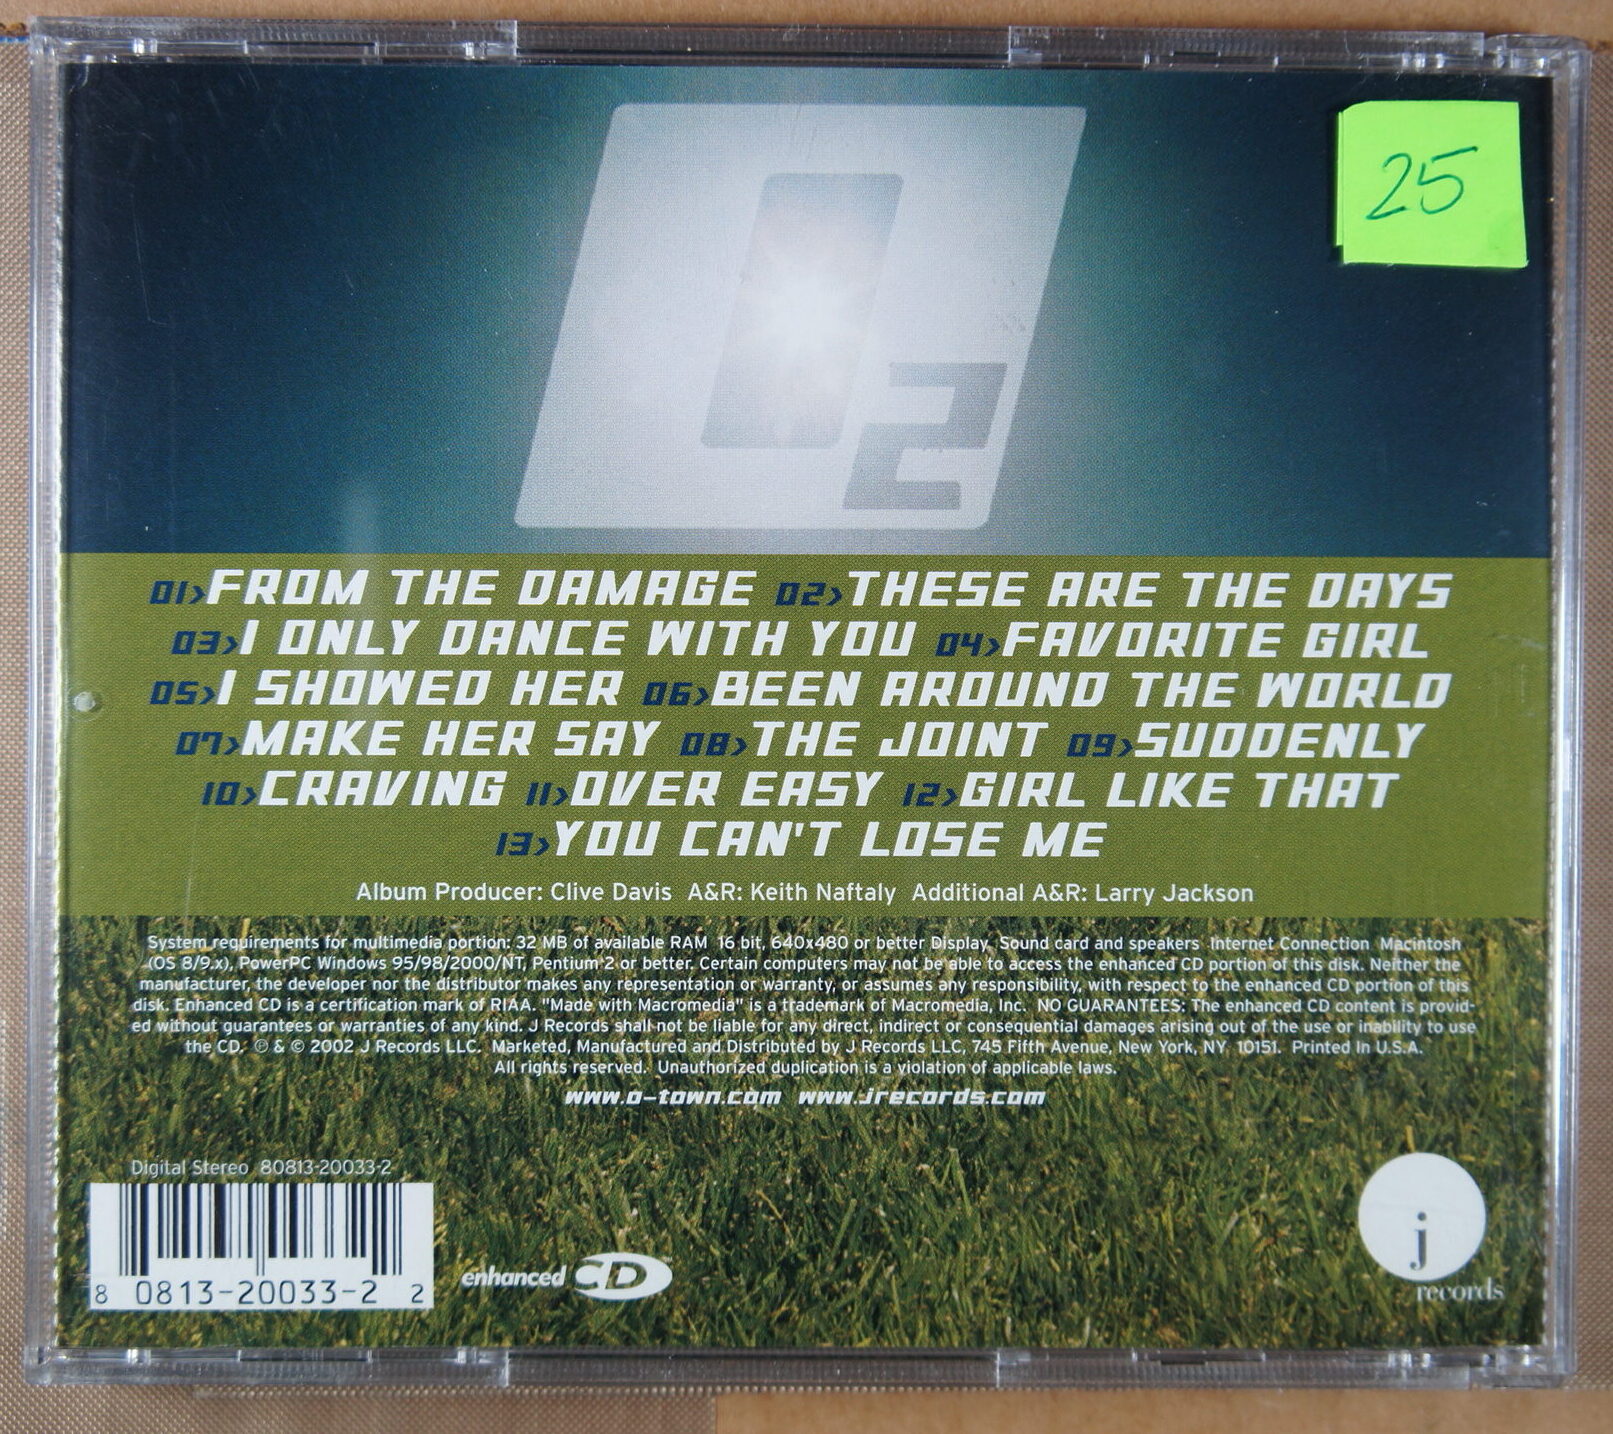 O2
25
01>FROM THE DAMAGE 02>THESE ARE THE DAYS
03>I ONLY DANCE WITH YOU 04>FAVORITE GIRL
05>I SHOWED HER 06>BEEN AROUND THE WORLD
07>MAKE HER SAY 08>THE JOINT 09>SUDDENLY
10>CRAVING 11>OVER EASY 12>GIRL LIKE THAT
13>YOU CAN'T LOSE ME
Album Producer: Clive Davis A&R: Keith Naftaly Additional A&R: Larry Jackson
System requirements for multimedia portion: 32 MB of available RAM 16 bit, 640x480 or better Display Sound card and speakers Internet Connection Macintosh
(OS 8/9.x), PowerPC Windows 95/98/2000/NT, Pentium 2 or better. Certain computers may not be able to access the enhanced CD portion of this disk. Neither the
manufacturer, the developer nor the distributor makes any representation or warranty, or assumes any responsibility, with respect to the enhanced CD portion of this
disk. Enhanced CD is a certification mark of RIAA. "Made with Macromedia" is a trademark of Macromedia, Inc. NO GUARANTEES: The enhanced CD content is provid-
ed without guarantees or warranties of any kind. J Records shall not be liable for any direct, indirect or consequential damages arising out of the use or inability to use
the CD. ℗ & © 2002 J Records LLC. Marketed, Manufactured and Distributed by J Records LLC, 745 Fifth Avenue, New York, NY 10151. Printed In U.S.A.
All rights reserved. Unauthorized duplication is a violation of applicable laws.
www.o-town.com www.jrecords.com
Digital Stereo 80813-20033-2
8 0813-20033-2 2
enhanced CD
j
records